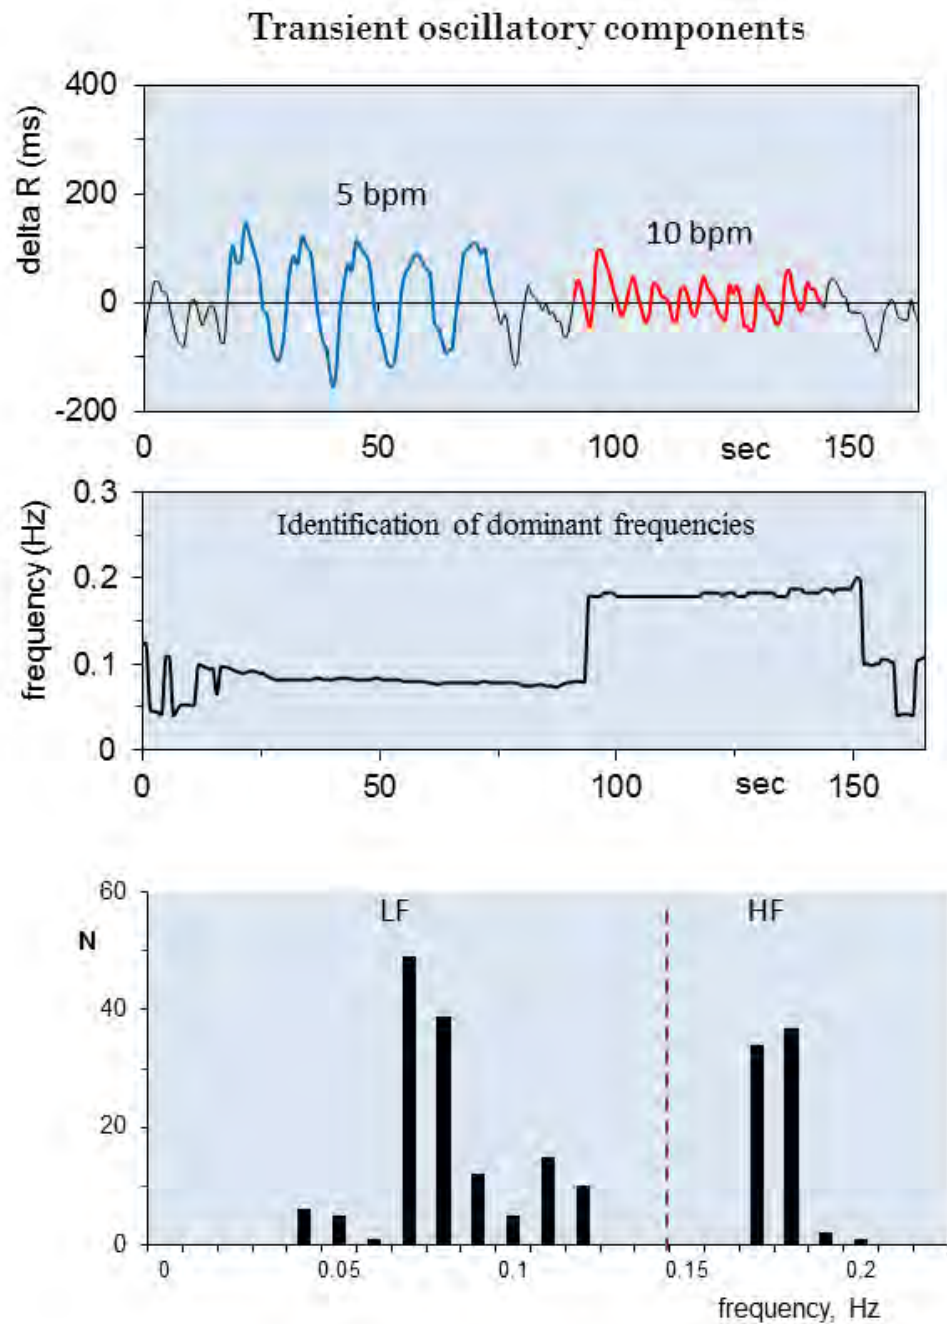 Transient oscillatory components
400
delta R (ms)
200
5 bpm
10 bpm
0
-200
0 50 100 sec 150
0.3
frequency (Hz)
Identification of dominant frequencies
0.2
0.1
0
0 50 100 sec 150
60
LF HF
N
40
20
0
0 0.05 0.1 0.15 0.2
frequency, Hz